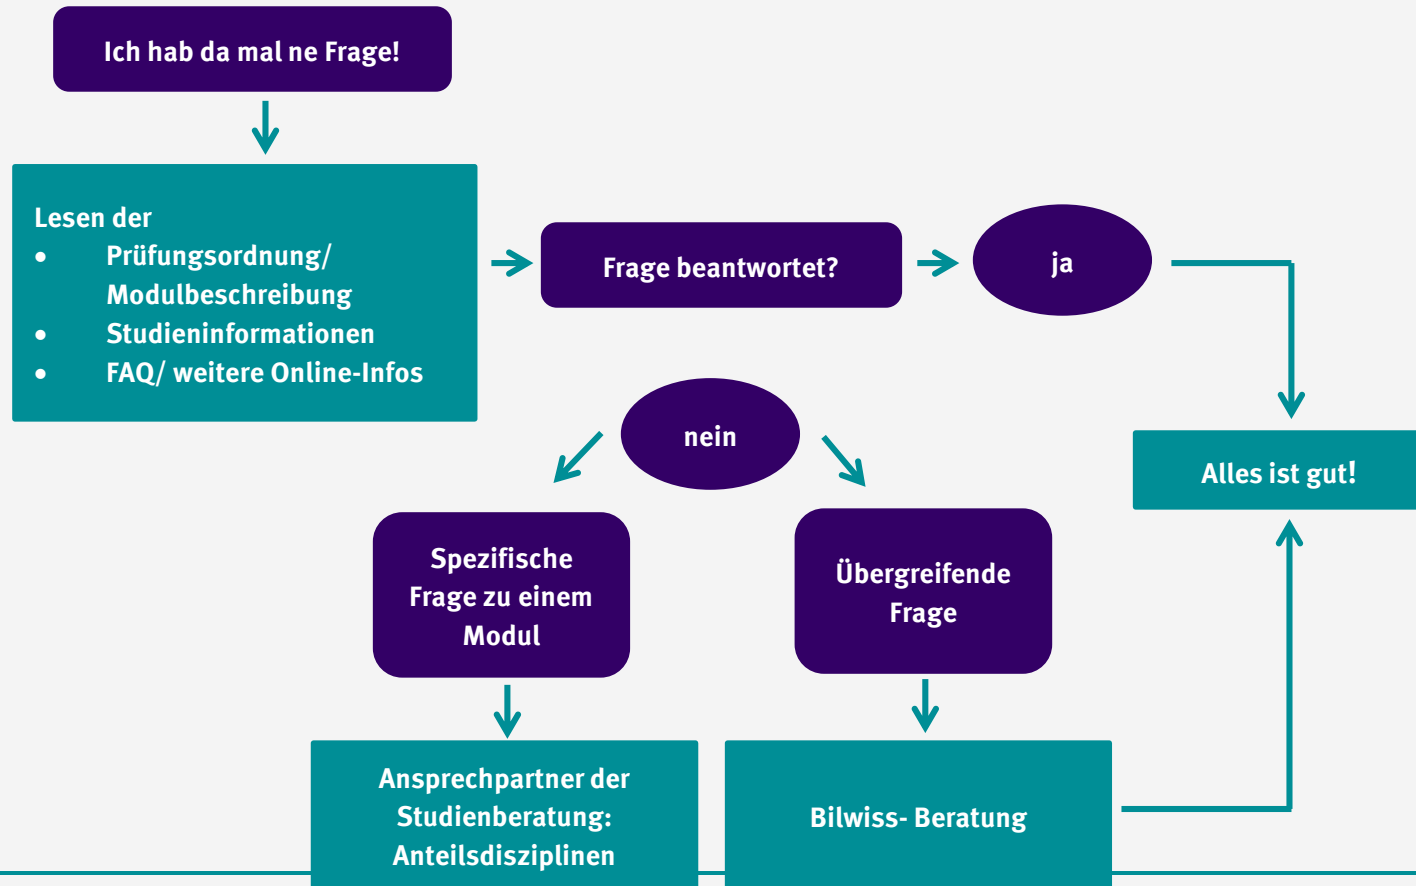 Ich hab da mal ne Frage!
Lesen der
• Prüfungsordnung/
Modulbeschreibung
• Studieninformationen
• FAQ/ weitere Online-Infos
Frage beantwortet?
ja
nein
Alles ist gut!
Spezifische
Frage zu einem
Modul
Übergreifende
Frage
Ansprechpartner der
Studienberatung:
Anteilsdisziplinen
Bilwiss- Beratung